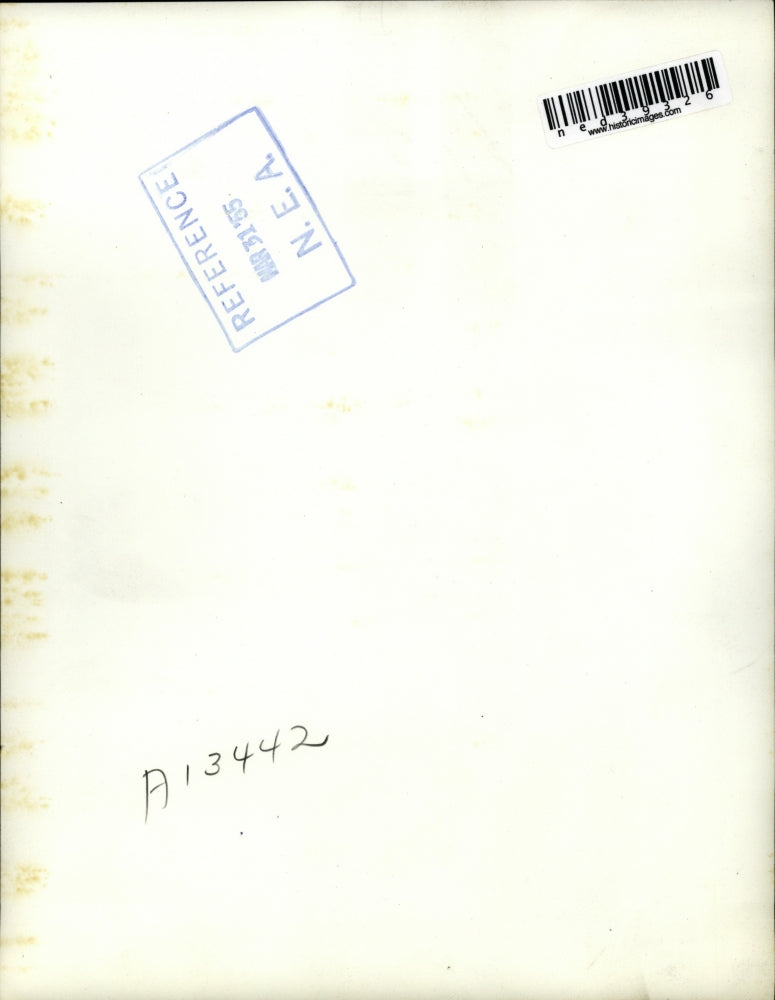 ned39326
www.historicimages.com
REFERENCE
MAR 31 '55
N. E. A.
A13442